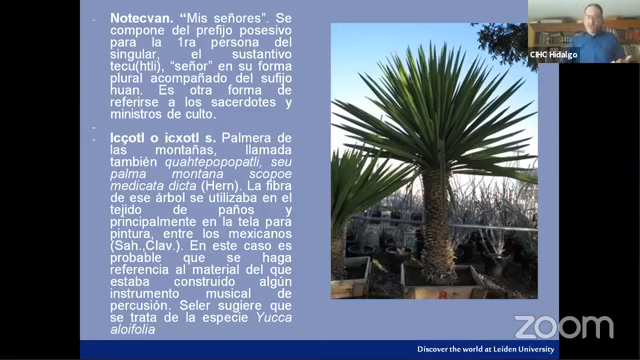 - Notecvan. “Mis señores”. Se
compone del prefijo posesivo
para la 1ra persona del
singular, el sustantivo
tecu(htli), “señor” en su forma
plural acompañado del sufijo
huan. Es otra forma de
referirse a los sacerdotes y
ministros de culto.
-
- Icçotl o icxotl s. Palmera de
las montañas, llamada
también quahtepopopatli, seu
palma montana scopoe
medicata dicta (Hern). La fibra
de ese árbol se utilizaba en el
tejido de paños y
principalmente en la tela para
pintura, entre los mexicanos
(Sah.,Clav.). En este caso es
probable que se haga
referencia al material del que
estaba construido algún
instrumento musical de
percusión. Seler sugiere que
se trata de la especie Yucca
aloifolia
CIHC Hidalgo
zoom
Discover the world at Leiden University